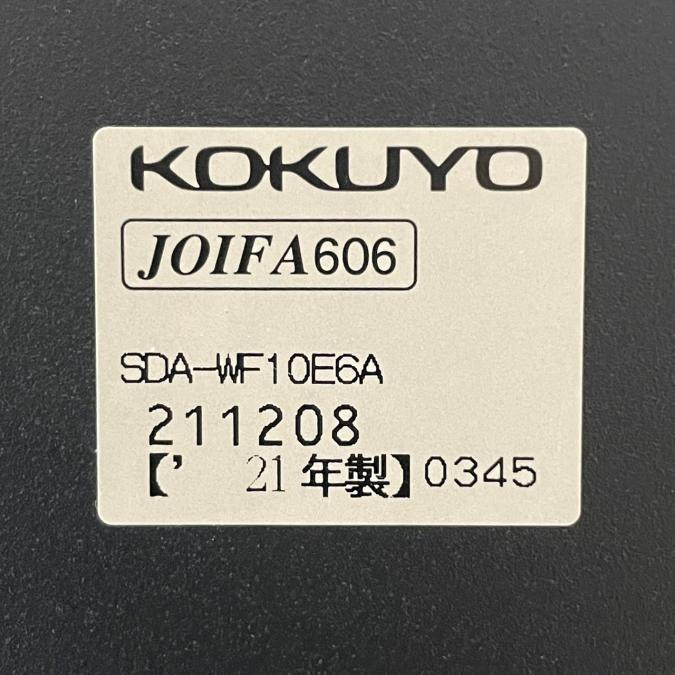 KOKUYO
JOIFA606
SDA-WF10E6A
211208
【’ 21年製】0345